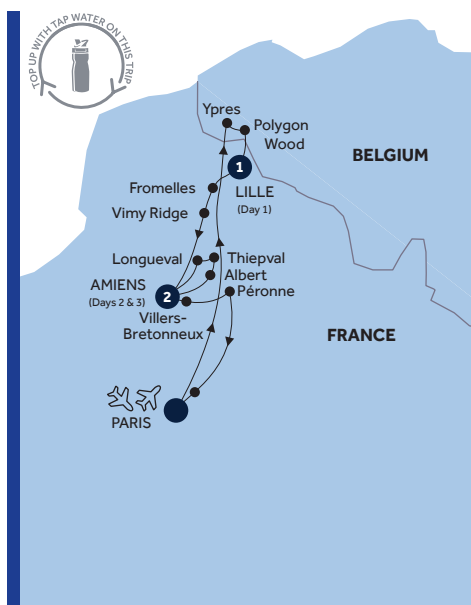 TOP UP WITH TAP WATER ON THIS TRIP
Ypres
Polygon
Wood
BELGIUM
1
LILLE
(Day 1)
Fromelles
Vimy Ridge
Longueval
Thiepval
Albert
AMIENS
(Days 2 & 3)
2
Péronne
Villers-
Bretonneux
FRANCE
PARIS